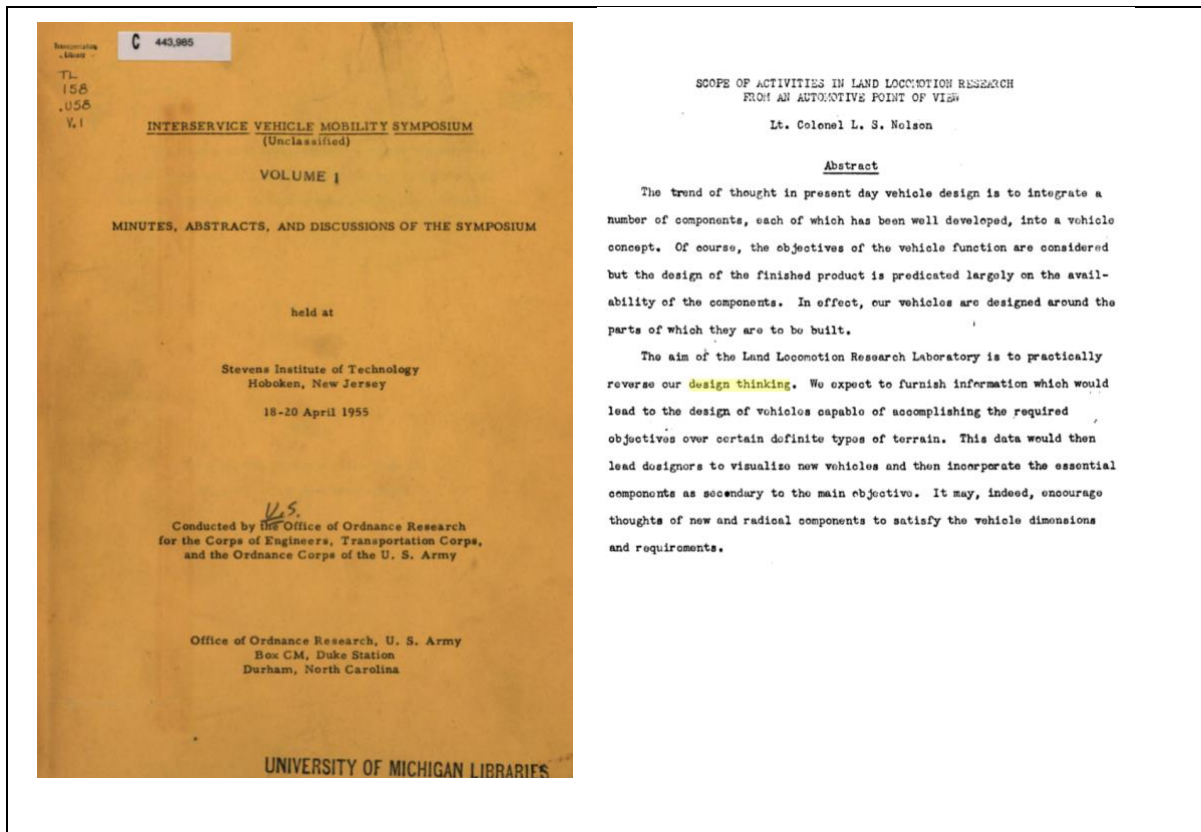 Transportation
Library
C 443,985
TL
158
.U58
V.1
INTERSERVICE VEHICLE MOBILITY SYMPOSIUM
(Unclassified)
VOLUME 1
MINUTES, ABSTRACTS, AND DISCUSSIONS OF THE SYMPOSIUM
held at
Stevens Institute of Technology
Hoboken, New Jersey
18-20 April 1955
U.S.
Conducted by the Office of Ordnance Research
for the Corps of Engineers, Transportation Corps,
and the Ordnance Corps of the U. S. Army
Office of Ordnance Research, U. S. Army
Box CM, Duke Station
Durham, North Carolina
UNIVERSITY OF MICHIGAN LIBRARIES
SCOPE OF ACTIVITIES IN LAND LOCOMOTION RESEARCH
FROM AN AUTOMOTIVE POINT OF VIEW
Lt. Colonel L. S. Nelson
Abstract
The trend of thought in present day vehicle design is to integrate a
number of components, each of which has been well developed, into a vehicle
concept. Of course, the objectives of the vehicle function are considered
but the design of the finished product is predicated largely on the avail-
ability of the components. In effect, our vehicles are designed around the
parts of which they are to be built.
The aim of the Land Locomotion Research Laboratory is to practically
reverse our design thinking. We expect to furnish information which would
lead to the design of vehicles capable of accomplishing the required
objectives over certain definite types of terrain. This data would then
lead designers to visualize new vehicles and then incorporate the essential
components as secondary to the main objective. It may, indeed, encourage
thoughts of new and radical components to satisfy the vehicle dimensions
and requirements.